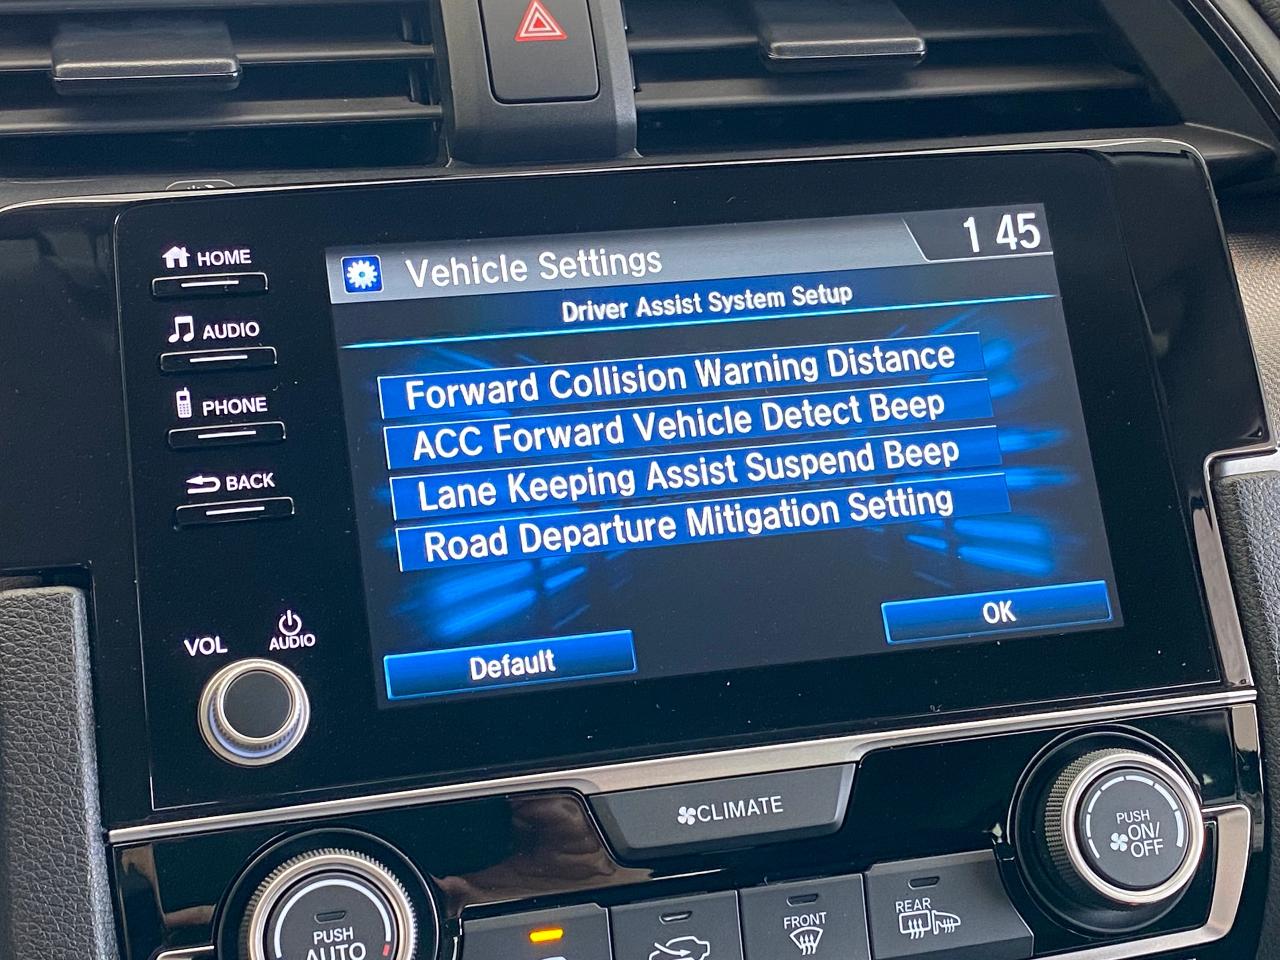 HOME
AUDIO
PHONE
BACK
VOL
AUDIO
Vehicle Settings
1 45
Driver Assist System Setup
Forward Collision Warning Distance
ACC Forward Vehicle Detect Beep
Lane Keeping Assist Suspend Beep
Road Departure Mitigation Setting
Default
OK
CLIMATE
PUSH
ON/
OFF
PUSH
AUTO
FRONT
REAR